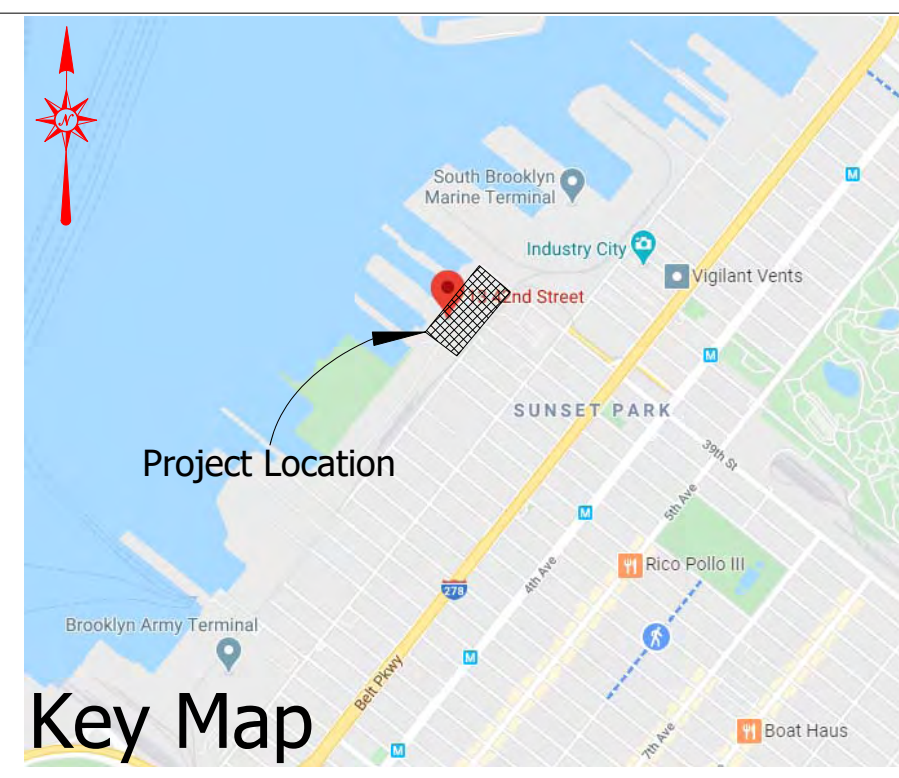 N
South Brooklyn
Marine Terminal
M
Industry City
Vigilant Vents
13 42nd Street
M
SUNSET PARK
39th St
Project Location
5th Ave
M
Rico Pollo III
4th Ave
278
Brooklyn Army Terminal
M
Belt Pkwy
Key Map
7th Ave
Boat Haus
M